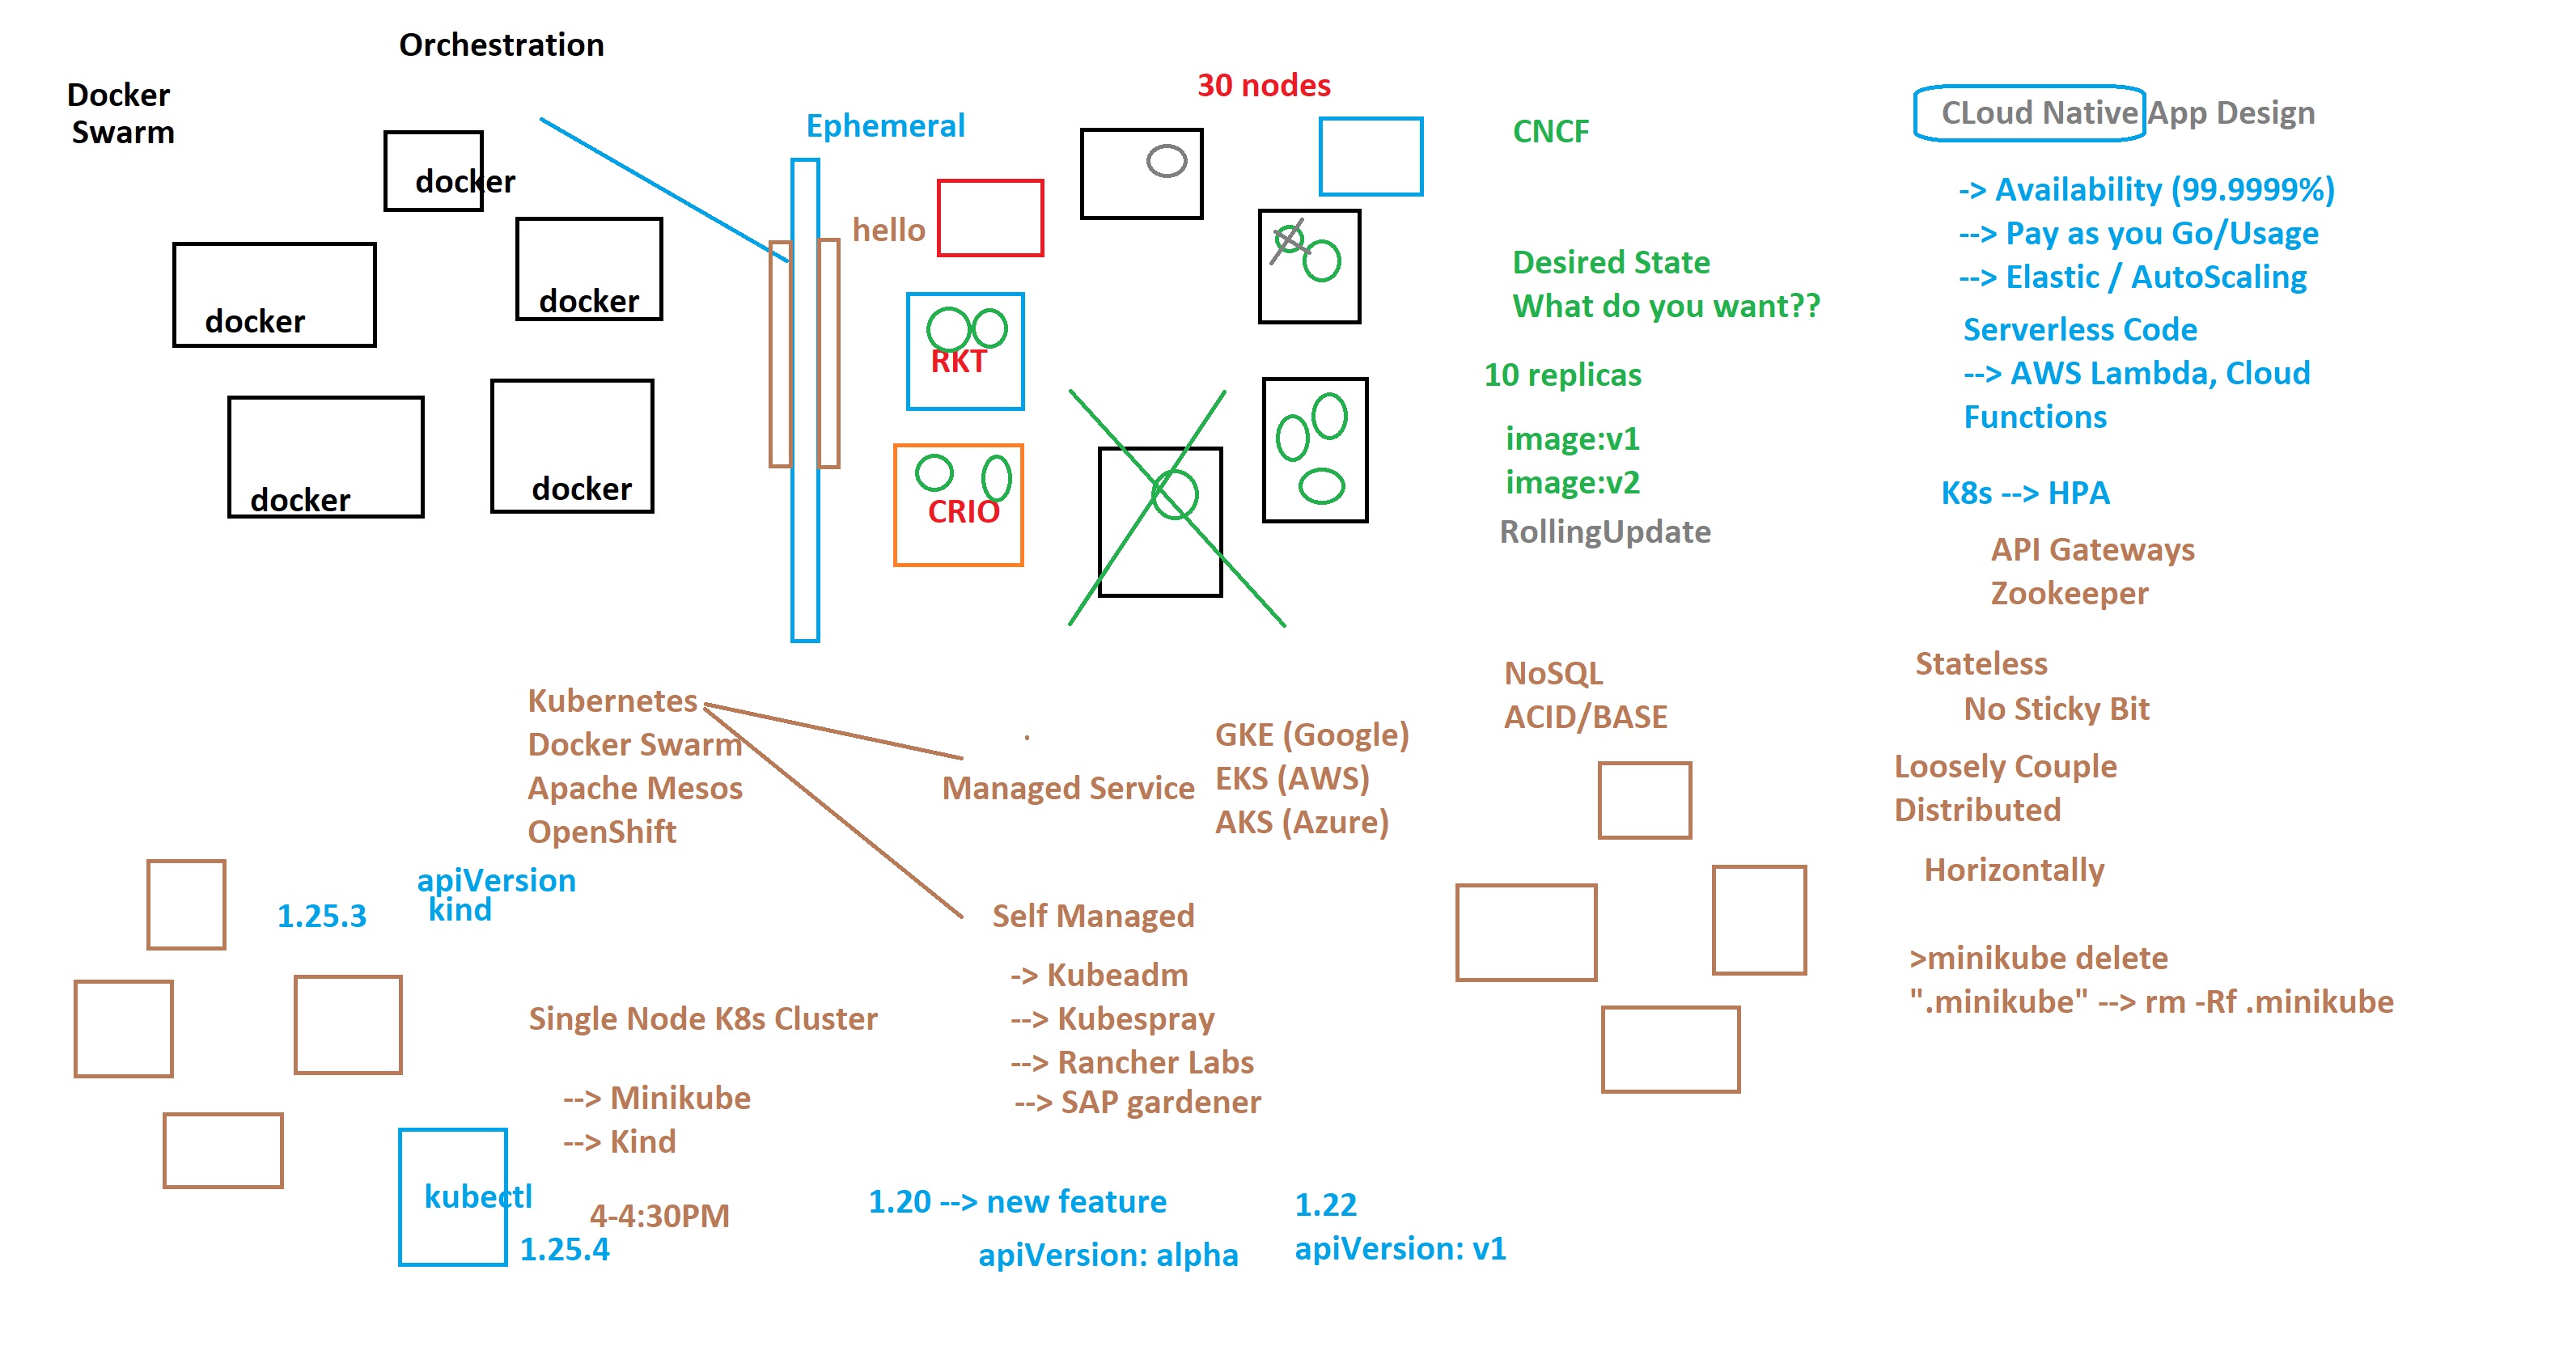 Orchestration
Docker
Swarm
docker
docker
docker
docker
docker
Ephemeral
hello
30 nodes
RKT
CRIO
CNCF
Desired State
What do you want??
10 replicas
image:v1
image:v2
RollingUpdate
CLoud Native App Design
-> Availability (99.9999%)
--> Pay as you Go/Usage
--> Elastic / AutoScaling
Serverless Code
--> AWS Lambda, Cloud
Functions
K8s --> HPA
API Gateways
Zookeeper
Stateless
No Sticky Bit
Loosely Couple
Distributed
Horizontally
>minikube delete
".minikube" --> rm -Rf .minikube
NoSQL
ACID/BASE
Kubernetes
Docker Swarm
Apache Mesos
OpenShift
Managed Service
GKE (Google)
EKS (AWS)
AKS (Azure)
Self Managed
-> Kubeadm
--> Kubespray
--> Rancher Labs
--> SAP gardener
1.25.3
apiVersion
kind
Single Node K8s Cluster
--> Minikube
--> Kind
kubectl
4-4:30PM
1.25.4
1.20 --> new feature
apiVersion: alpha
1.22
apiVersion: v1